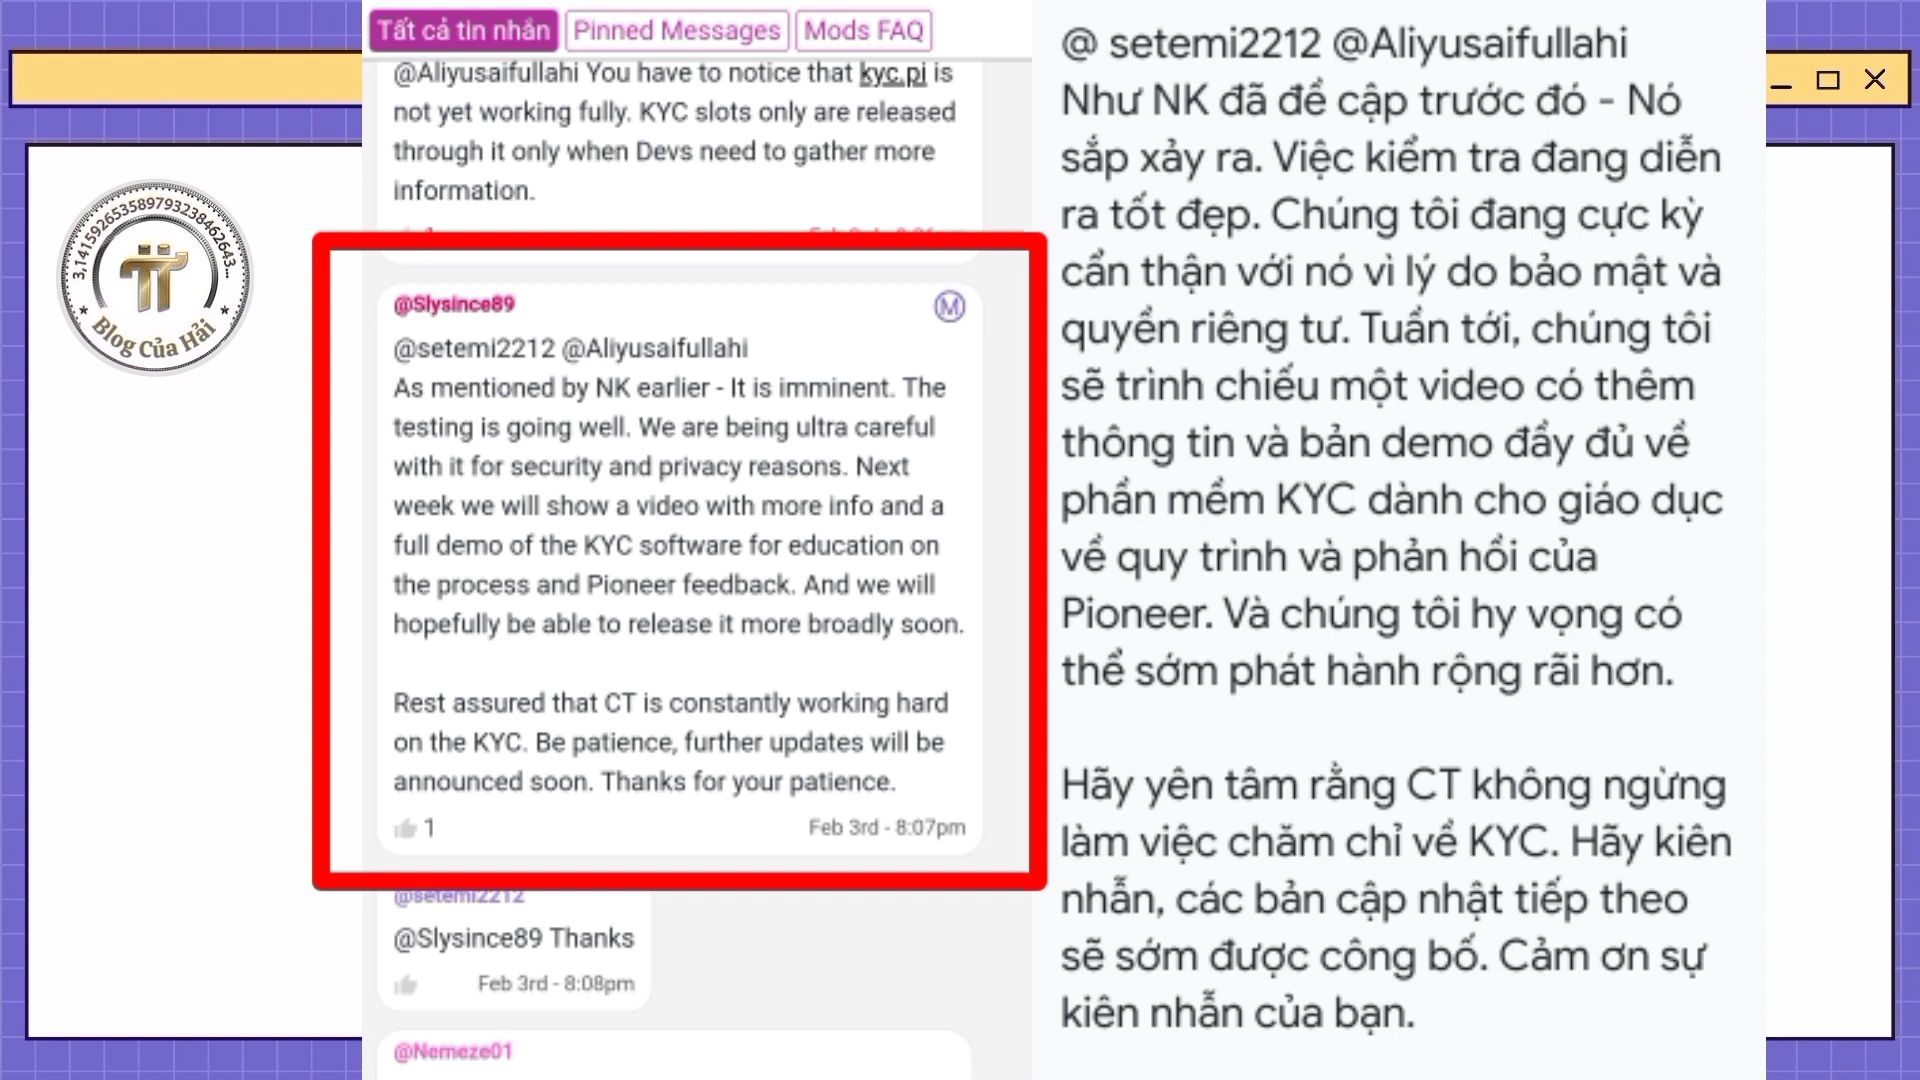 Tất cả tin nhắn
Pinned Messages
Mods FAQ
@Aliyusaifullahi You have to notice that kyc.pi is
not yet working fully. KYC slots only are released
through it only when Devs need to gather more
information.
@Slysince89
M
@setemi2212 @Aliyusaifullahi
As mentioned by NK earlier - It is imminent. The
testing is going well. We are being ultra careful
with it for security and privacy reasons. Next
week we will show a video with more info and a
full demo of the KYC software for education on
the process and Pioneer feedback. And we will
hopefully be able to release it more broadly soon.
Rest assured that CT is constantly working hard
on the KYC. Be patience, further updates will be
announced soon. Thanks for your patience.
1
Feb 3rd - 8:07pm
@setemi2212
@Slysince89 Thanks
Feb 3rd - 8:08pm
@Nemeze01
@ setemi2212 @Aliyusaifullahi
Như NK đã đề cập trước đó - Nó
sắp xảy ra. Việc kiểm tra đang diễn
ra tốt đẹp. Chúng tôi đang cực kỳ
cẩn thận với nó vì lý do bảo mật và
quyền riêng tư. Tuần tới, chúng tôi
sẽ trình chiếu một video có thêm
thông tin và bản demo đầy đủ về
phần mềm KYC dành cho giáo dục
về quy trình và phản hồi của
Pioneer. Và chúng tôi hy vọng có
thể sớm phát hành rộng rãi hơn.
Hãy yên tâm rằng CT không ngừng
làm việc chăm chỉ về KYC. Hãy kiên
nhẫn, các bản cập nhật tiếp theo
sẽ sớm được công bố. Cảm ơn sự
kiên nhẫn của bạn.
3,14159265358979323846264 3...
Blog Của Hải